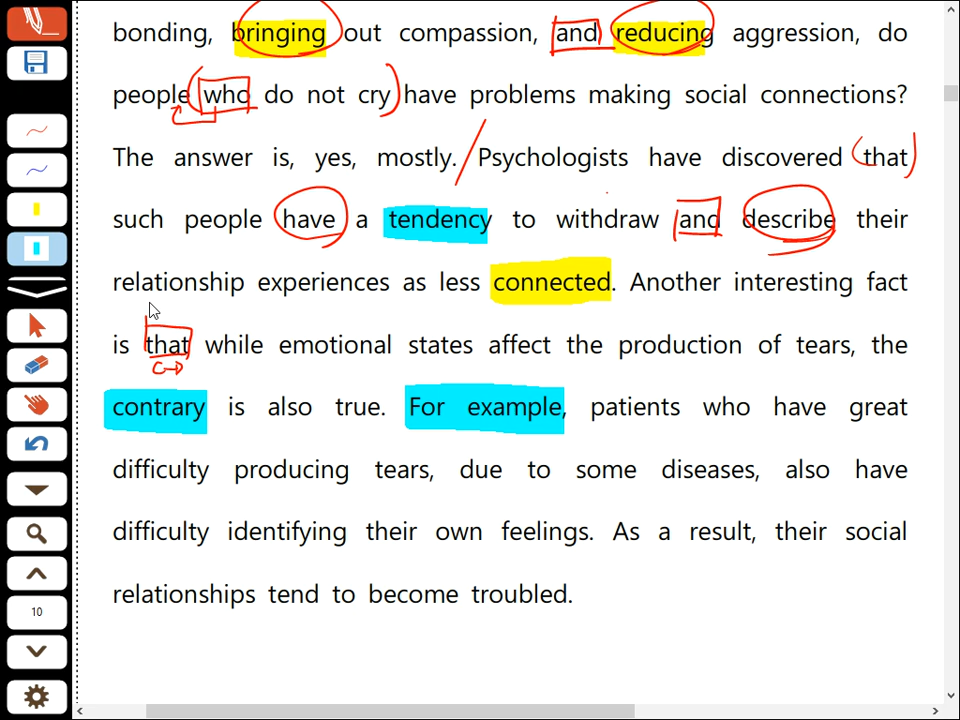 bonding, bringing out compassion, and reducing aggression, do
people who do not cry have problems making social connections?
The answer is, yes, mostly. Psychologists have discovered that
such people have a tendency to withdraw and describe their
relationship experiences as less connected. Another interesting fact
is that while emotional states affect the production of tears, the
contrary is also true. For example, patients who have great
difficulty producing tears, due to some diseases, also have
difficulty identifying their own feelings. As a result, their social
relationships tend to become troubled.
10